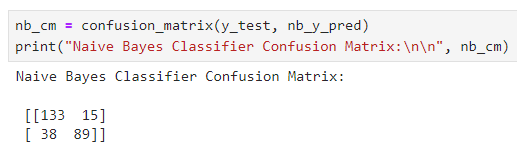 nb_cm = confusion_matrix(y_test, nb_y_pred)
print("Naive Bayes Classifier Confusion Matrix:\n\n", nb_cm)
Naive Bayes Classifier Confusion Matrix:
[[133  15]
 [ 38  89]]